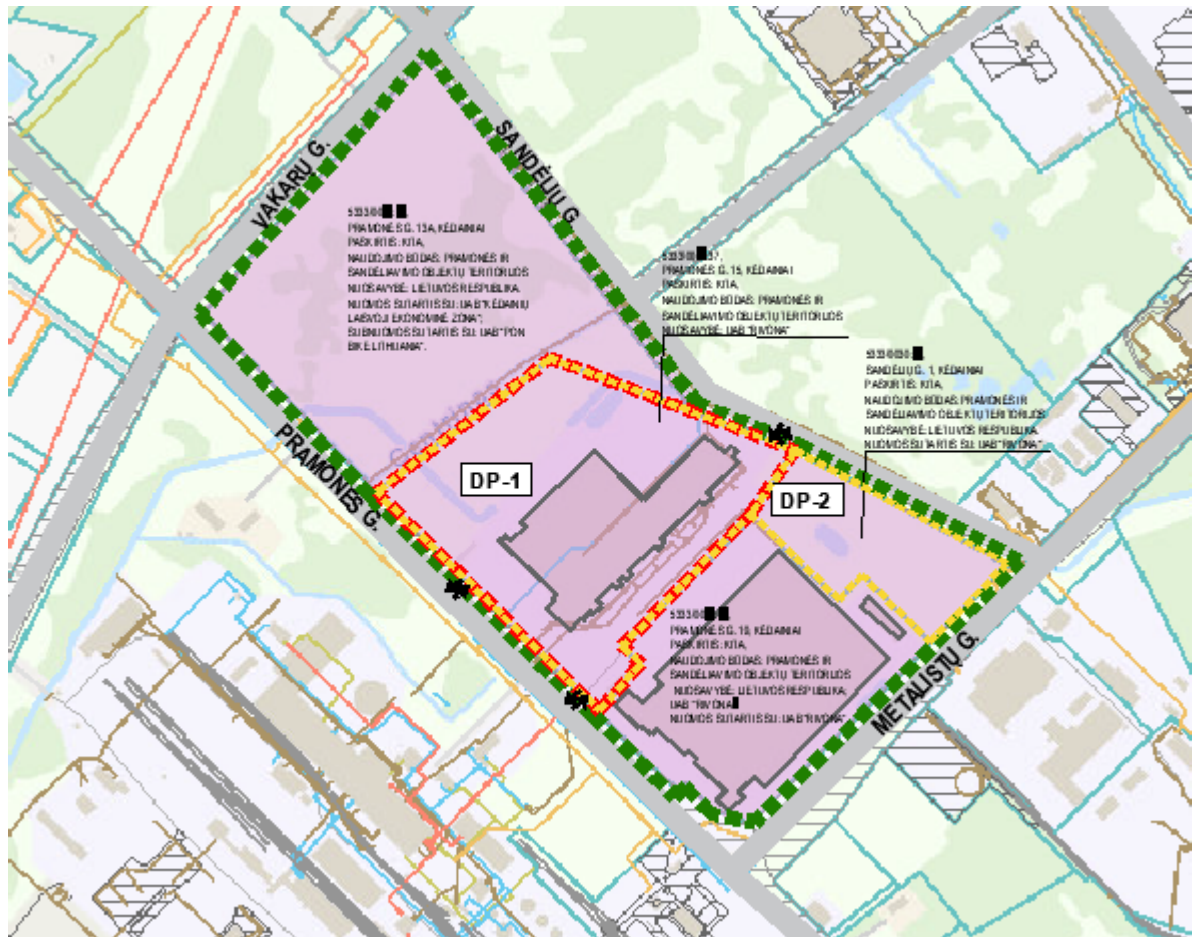 VAKARU G.
SANDĖLIŲ G.
PRAMONĖS G. 13A, KĖDAINIAI
PASKIRTIS: KITA,
NAUDOJIMO BŪDAS: PRAMONĖS IR
SANDĖLIAVIMO OBJEKTŲ TERITORIJOS
NUOSAVYBĖ: LIETUVOS RESPUBLIKA.
NUOMOS SUTARTIS SU: UAB "KĖDAINIŲ
LAISVOJI EKONOMINĖ ZONA";
SUBNUOMOS SUTARTIS SU: UAB "PON
BIKE LITHUANIA".
PRAMONĖS G. 15, KĖDAINIAI
PASKIRTIS: KITA,
NAUDOJIMO BŪDAS: PRAMONĖS IR
SANDĖLIAVIMO OBJEKTŲ TERITORIJOS
NUOSAVYBĖ: UAB "RIVONA"
SANDĖLIŲ G. 1, KĖDAINIAI
PASKIRTIS: KITA,
NAUDOJIMO BŪDAS: PRAMONĖS IR
SANDĖLIAVIMO OBJEKTŲ TERITORIJOS
NUOSAVYBĖ: LIETUVOS RESPUBLIKA.
NUOMOS SUTARTIS SU: UAB "RIVONA".
PRAMONĖS G.
DP-1
DP-2
PRAMONĖS G. KĖDAINIAI
PASKIRTIS: KITA,
NAUDOJIMO BŪDAS: PRAMONĖS IR
SANDĖLIAVIMO OBJEKTŲ TERITORIJOS
NUOSAVYBĖ: LIETUVOS RESPUBLIKA;
UAB "RIVONA
NUOMOS SUTARTIS SU: UAB "RIVONA".
METALISTŲ G.